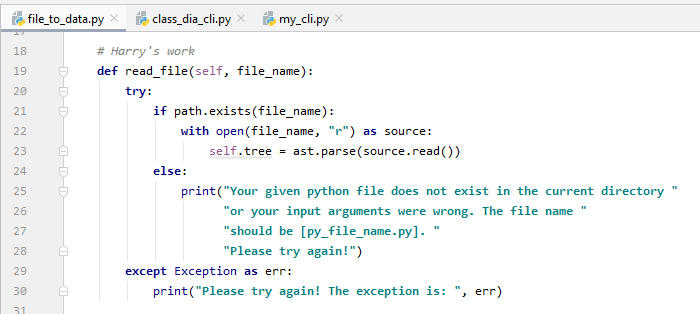 file_to_data.py class_dia_cli.py my_cli.py
17
18 # Harry's work
19 def read_file(self, file_name):
20 try:
21 if path.exists(file_name):
22 with open(file_name, "r") as source:
23 self.tree = ast.parse(source.read())
24 else:
25 print("Your given python file does not exist in the current directory "
26 "or your input arguments were wrong. The file name "
27 "should be [py_file_name.py]. "
28 "Please try again!")
29 except Exception as err:
30 print("Please try again! The exception is: ", err)
31